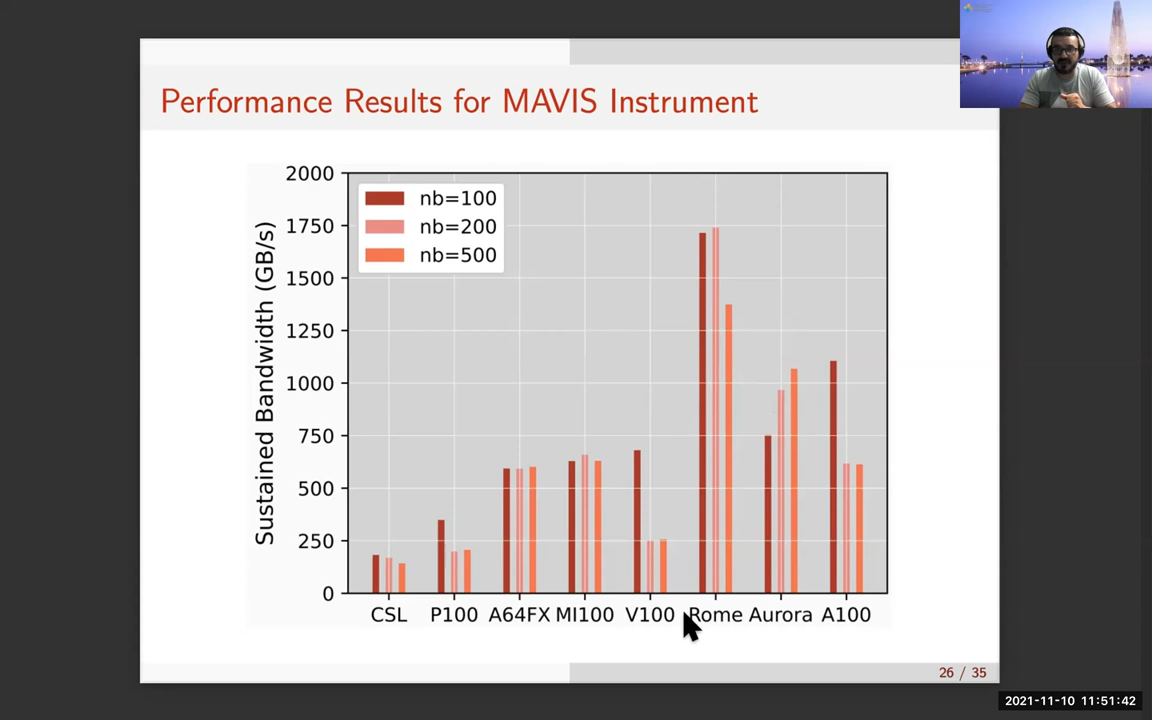 Performance Results for MAVIS Instrument
2000
1750
1500
1250
1000
750
500
250
0
Sustained Bandwidth (GB/s)
nb=100
nb=200
nb=500
CSL P100 A64FX MI100 V100 Rome Aurora A100
26 / 35
2021-11-10 11:51:42